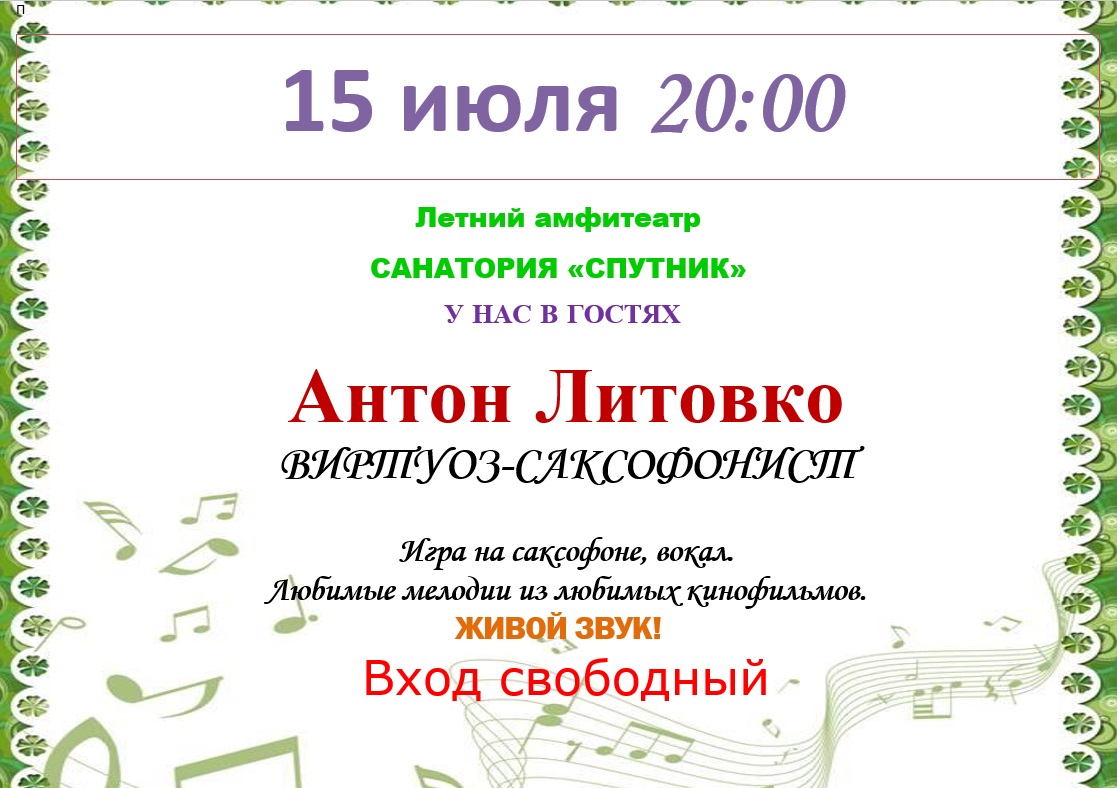 П
15 июля 20:00
Летний амфитеатр
САНАТОРИЯ «СПУТНИК»
У НАС В ГОСТЯХ
Антон Литовко
ВИРТУОЗ-САКСОФОНИСТ
Игра на саксофоне, вокал.
Любимые мелодии из любимых кинофильмов.
ЖИВОЙ ЗВУК!
Вход свободный